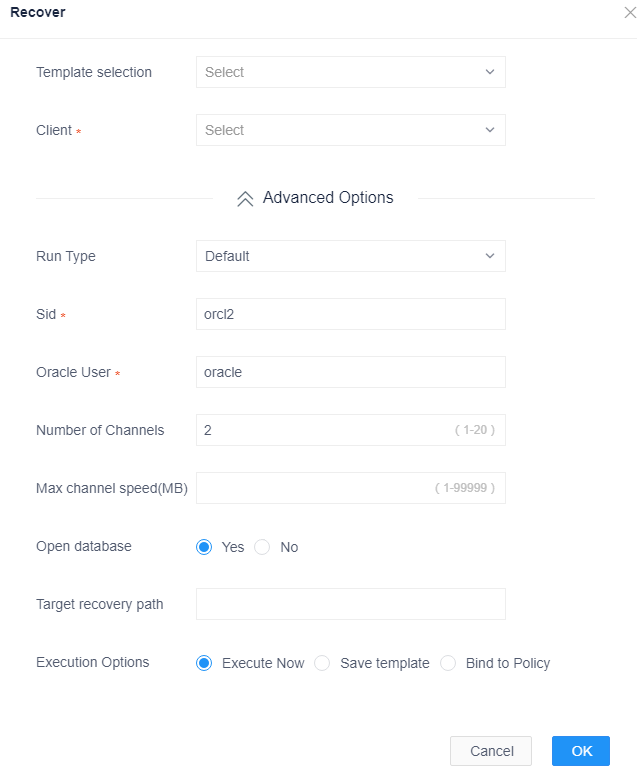 Recover
Template selection Select
Client * Select
Advanced Options
Run Type Default
Sid * orcl2
Oracle User * oracle
Number of Channels 2 ( 1-20 )
Max channel speed(MB) ( 1-99999 )
Open database Yes No
Target recovery path
Execution Options Execute Now Save template Bind to Policy
Cancel OK